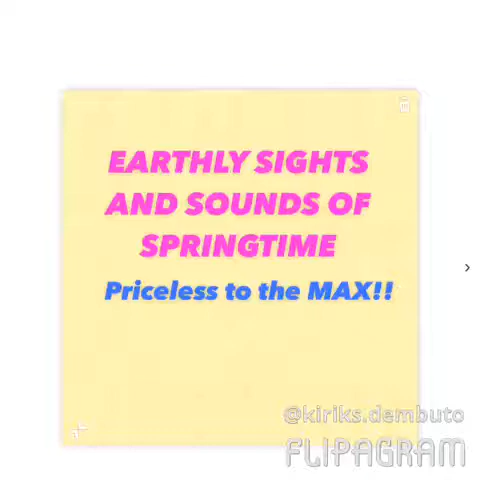 EARTHLY SIGHTS
AND SOUNDS OF
SPRINGTIME
Priceless to the MAX!!
@kiriks.dembuto
FLIPAGRAM